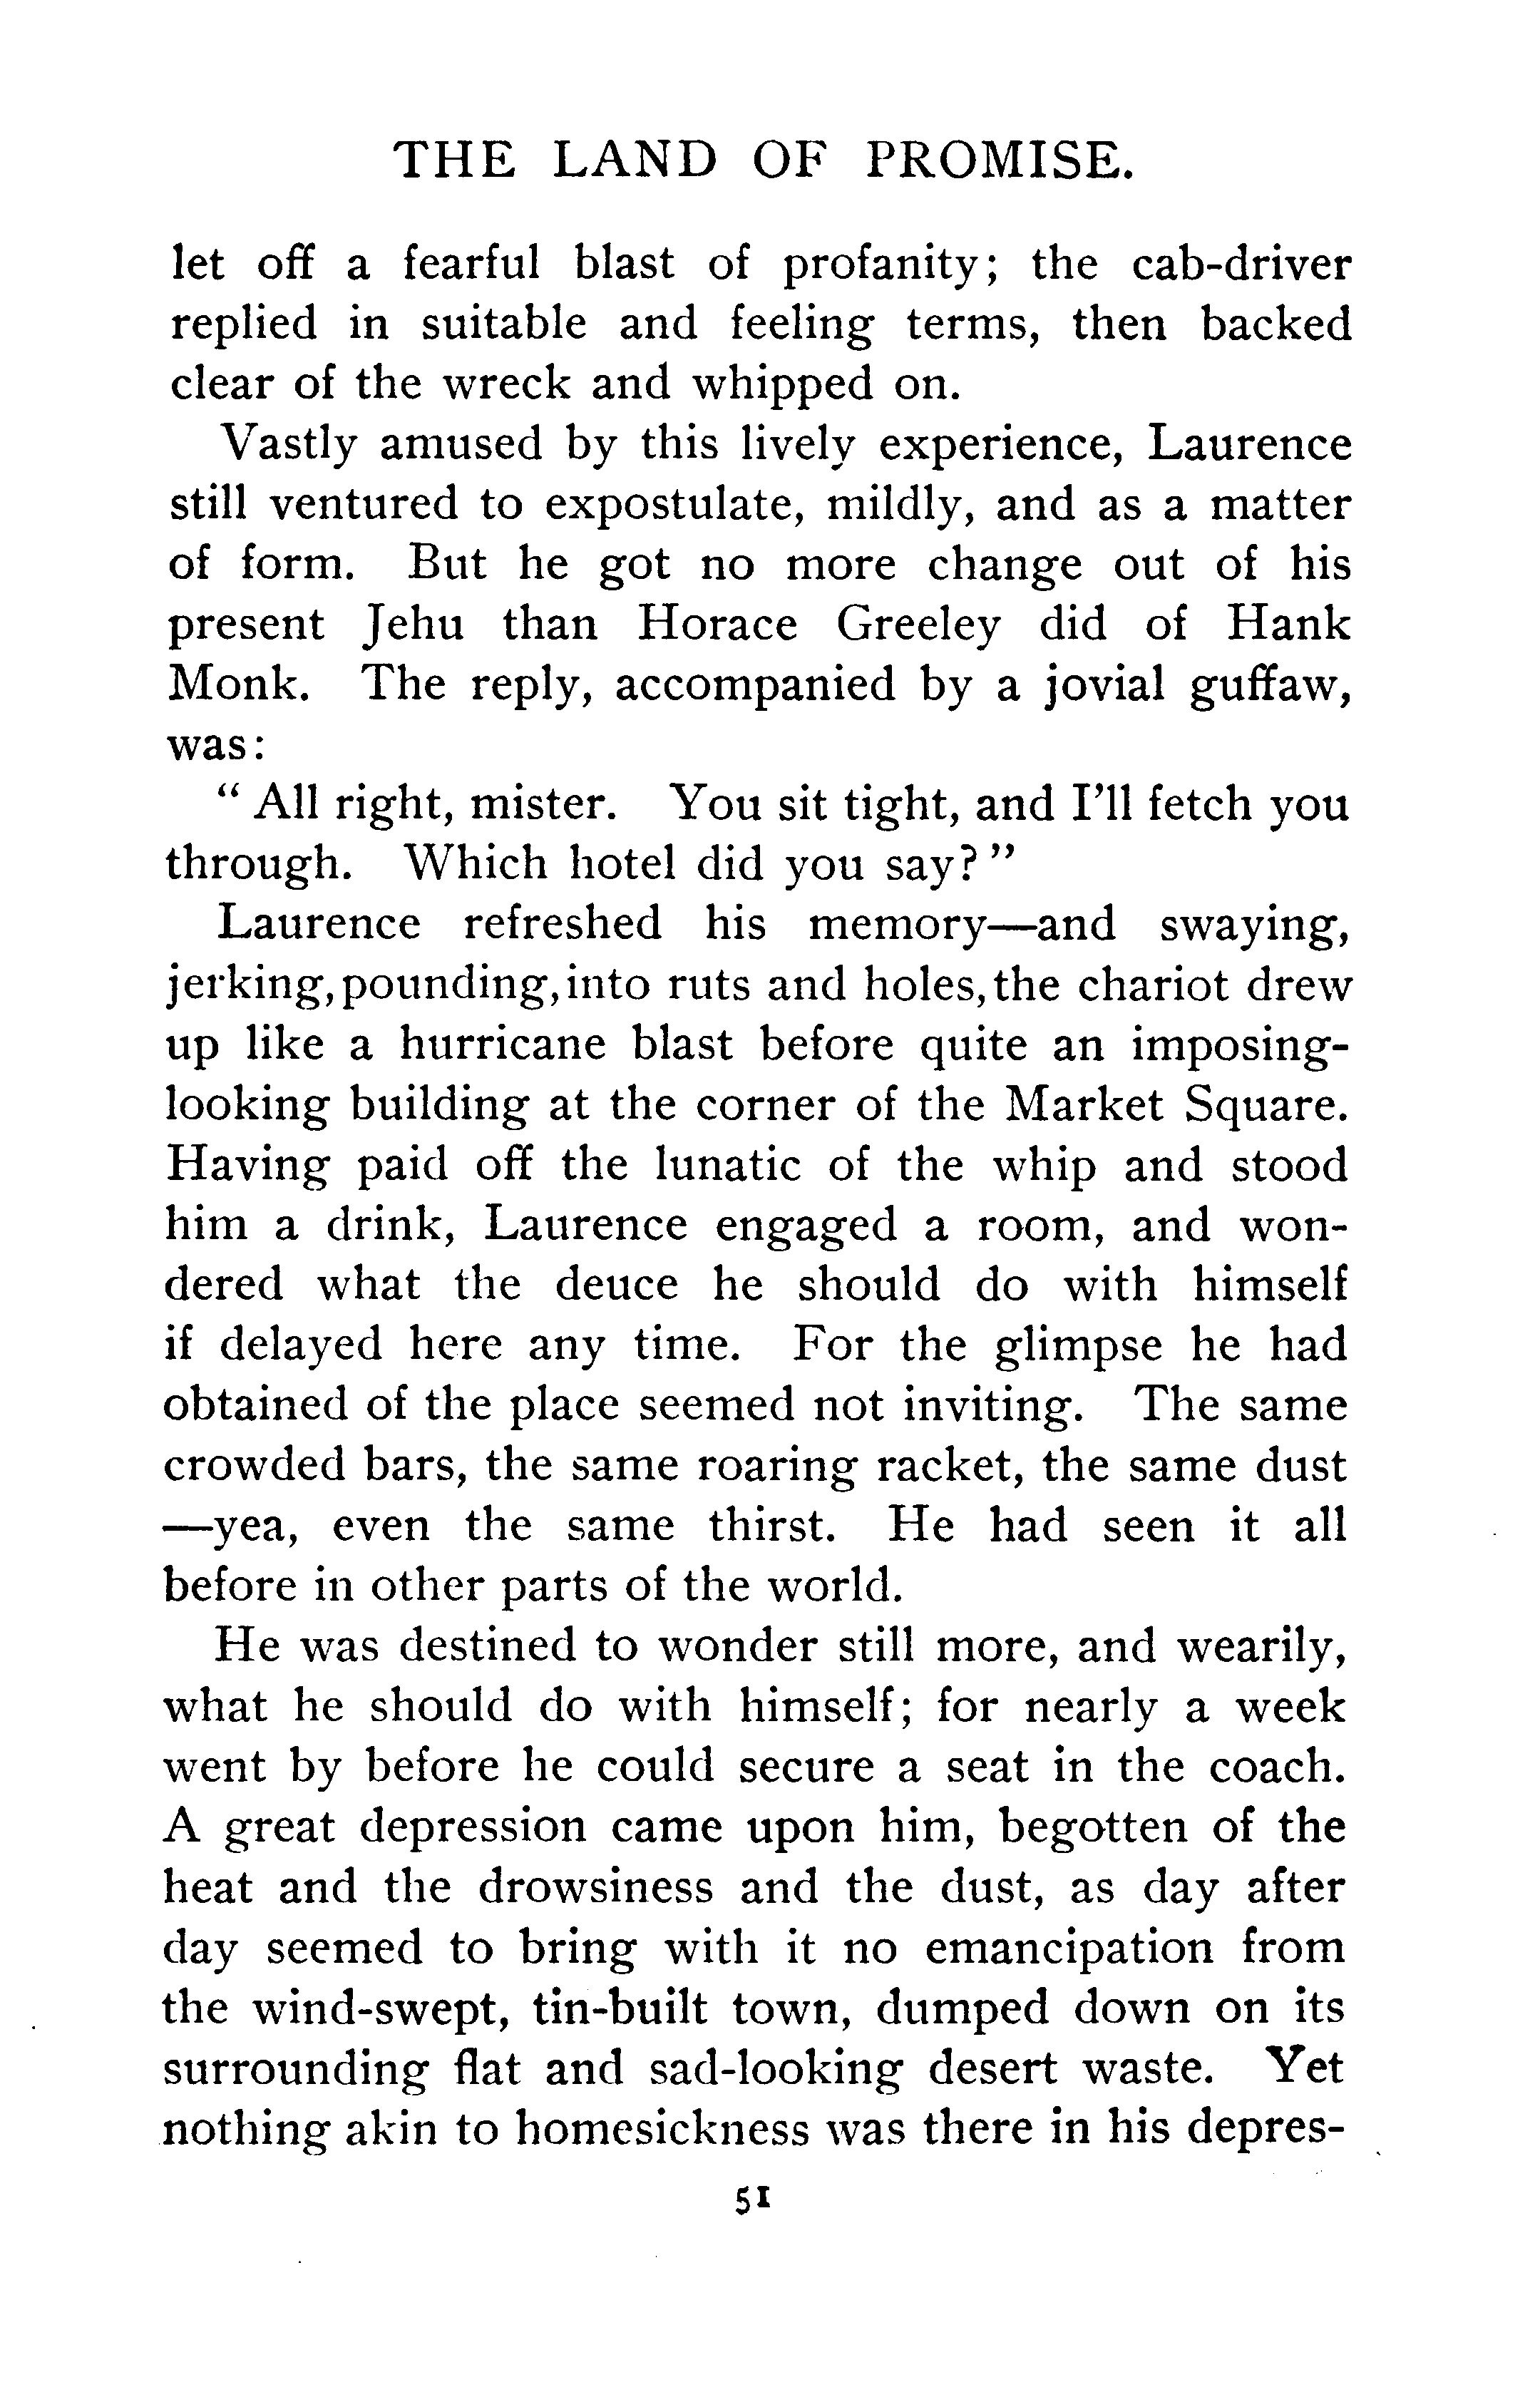 THE LAND OF PROMISE.
let off a fearful blast of profanity; the cab-driver
replied in suitable and feeling terms, then backed
clear of the wreck and whipped on.
Vastly amused by this lively experience, Laurence
still ventured to expostulate, mildly, and as a matter
of form. But he got no more change out of his
present Jehu than Horace Greeley did of Hank
Monk. The reply, accompanied by a jovial guffaw,
was:
“ All right, mister. You sit tight, and I’ll fetch you
through. Which hotel did you say? ”
Laurence refreshed his memory—and swaying,
jerking, pounding, into ruts and holes, the chariot drew
up like a hurricane blast before quite an imposing-
looking building at the corner of the Market Square.
Having paid off the lunatic of the whip and stood
him a drink, Laurence engaged a room, and won-
dered what the deuce he should do with himself
if delayed here any time. For the glimpse he had
obtained of the place seemed not inviting. The same
crowded bars, the same roaring racket, the same dust
—yea, even the same thirst. He had seen it all
before in other parts of the world.
He was destined to wonder still more, and wearily,
what he should do with himself; for nearly a week
went by before he could secure a seat in the coach.
A great depression came upon him, begotten of the
heat and the drowsiness and the dust, as day after
day seemed to bring with it no emancipation from
the wind-swept, tin-built town, dumped down on its
surrounding flat and sad-looking desert waste. Yet
nothing akin to homesickness was there in his depres-
51